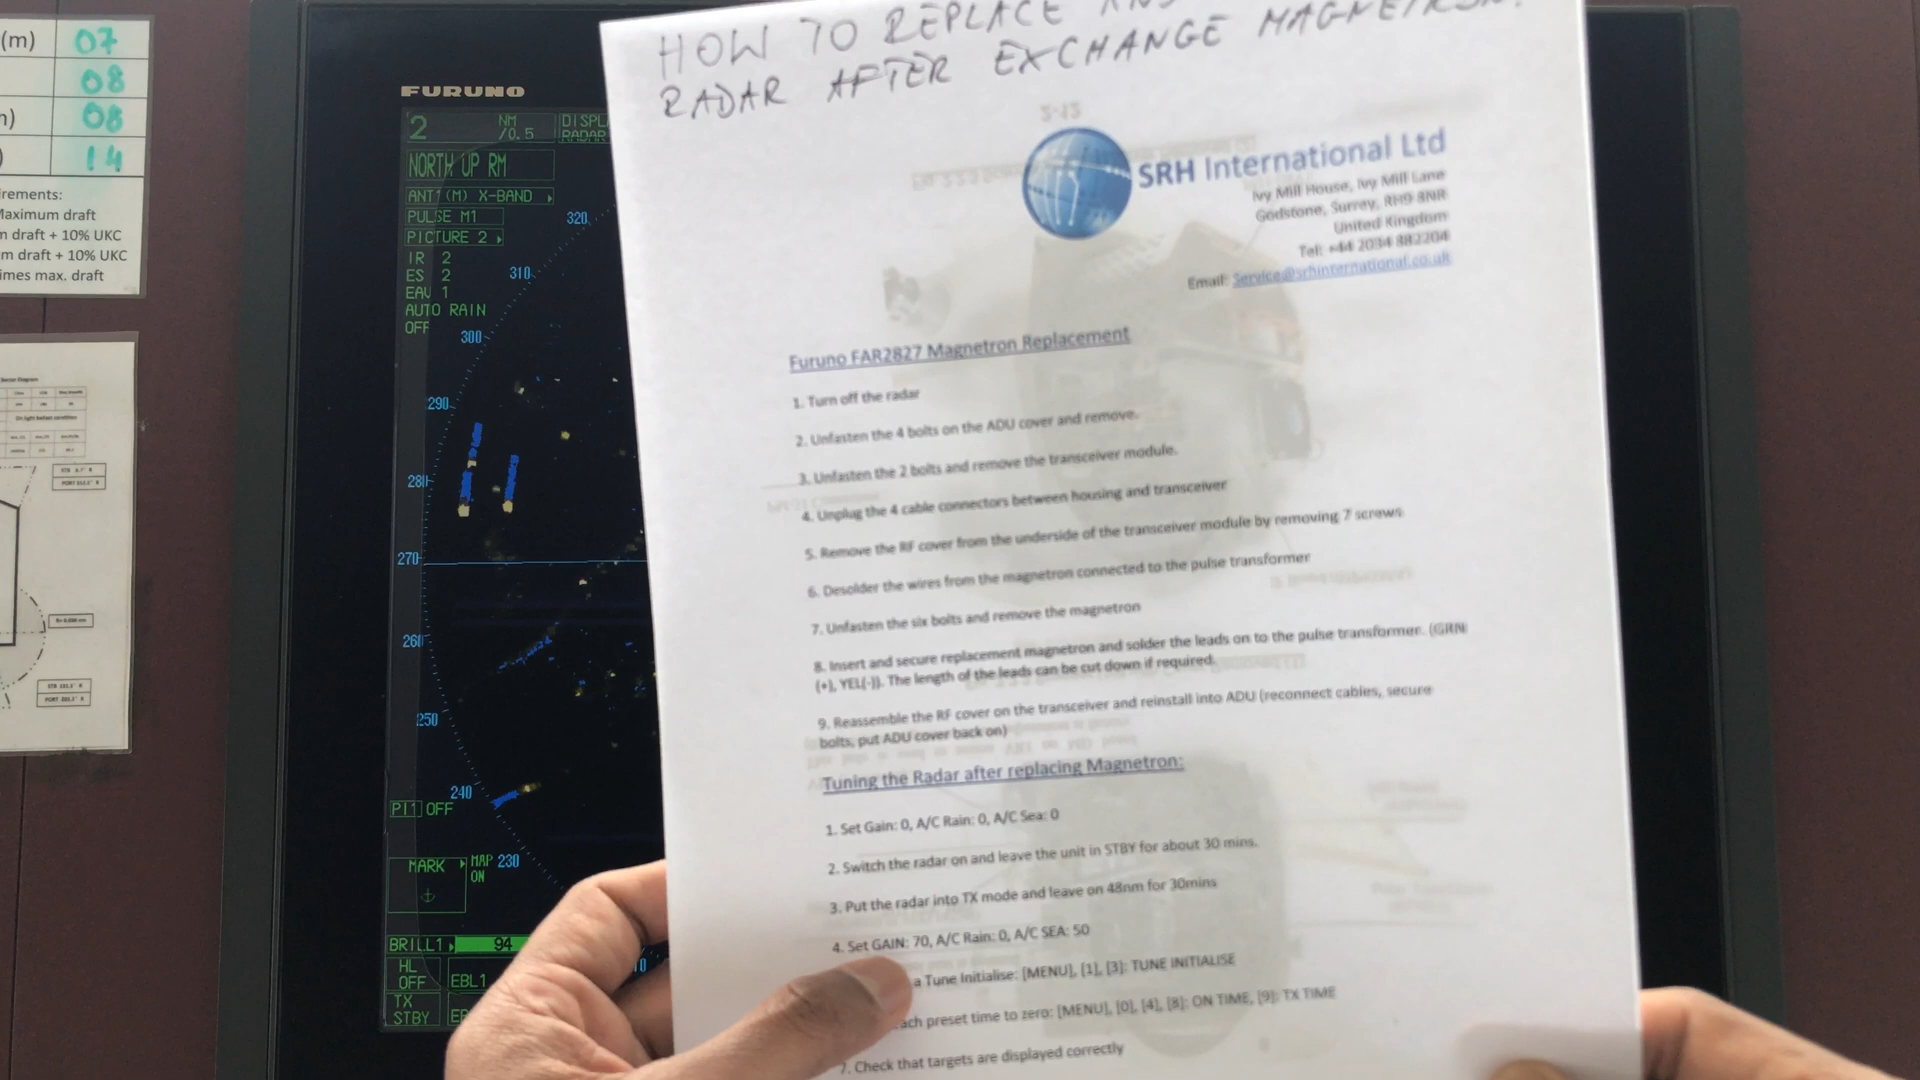 (m) 07
08
08
14
Maximum draft
m draft + 10% UKC
m draft + 10% UKC
imes max. draft
FURUNO
2 NM
/0.5
NORTH UP RM
ANT (M) X-BAND
PULSE M1
PICTURE 2
IR 2
ES 2
EAV 1
AUTO RAIN
OFF
320
310
300
290
280
270
260
250
240
230
PI1 OFF
MARK MAP
ON
BRILL1 94
HL
OFF
EBL1
TX
STBY
HOW TO REPLACE
RADAR AFTER EXCHANGE MAGNETRON.
SRH International Ltd
Ivy Mill House, Ivy Mill Lane
Godstone, Surrey, RH9 8NR
United Kingdom
Tel: +44 2034 882204
Email: Service@srhinternational.co.uk
Furuno FAR2827 Magnetron Replacement
1. Turn off the radar
2. Unfasten the 4 bolts on the ADU cover and remove.
3. Unfasten the 2 bolts and remove the transceiver module.
4. Unplug the 4 cable connectors between housing and transceiver
5. Remove the RF cover from the underside of the transceiver module by removing 7 screws
6. Desolder the wires from the magnetron connected to the pulse transformer
7. Unfasten the six bolts and remove the magnetron
8. Insert and secure replacement magnetron and solder the leads on to the pulse transformer. (GRN
(+), YEL(-)). The length of the leads can be cut down if required.
9. Reassemble the RF cover on the transceiver and reinstall into ADU (reconnect cables, secure
bolts, put ADU cover back on)
Tuning the Radar after replacing Magnetron:
1. Set Gain: 0, A/C Rain: 0, A/C Sea: 0
2. Switch the radar on and leave the unit in STBY for about 30 mins.
3. Put the radar into TX mode and leave on 48nm for 30mins
4. Set GAIN: 70, A/C Rain: 0, A/C SEA: 50
a Tune Initialise: [MENU], [1], [3]: TUNE INITIALISE
each preset time to zero: [MENU], [0], [4], [8]: ON TIME, [9]: TX TIME
7. Check that targets are displayed correctly